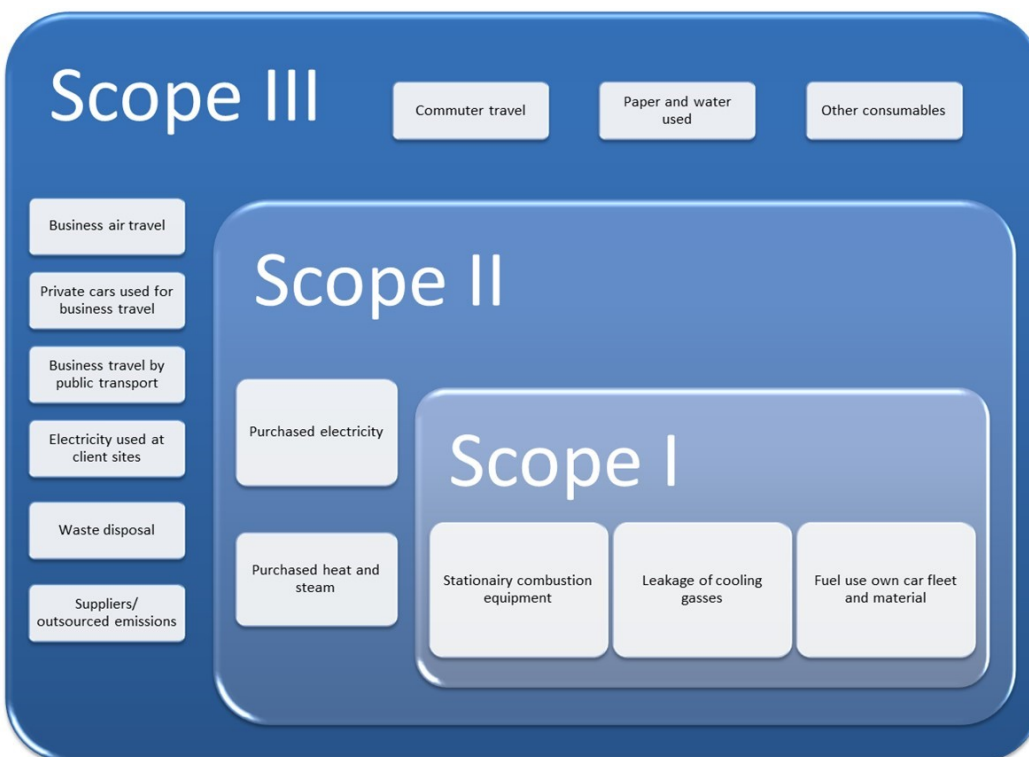 Scope III
Commuter travel
Paper and water
used
Other consumables
Business air travel
Private cars used for
business travel
Business travel by
public transport
Electricity used at
client sites
Waste disposal
Suppliers/
outsourced emissions
Scope II
Purchased electricity
Purchased heat and
steam
Scope I
Stationairy combustion
equipment
Leakage of cooling
gasses
Fuel use own car fleet
and material